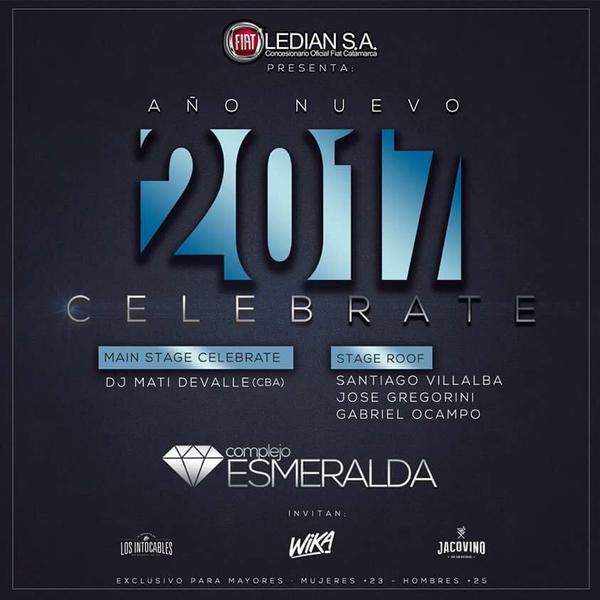 FIAT
LEDIAN S.A.
Concesionario Oficial Fiat Catamarca
PRESENTA:
AÑO NUEVO
2017
CELEBRATE
MAIN STAGE CELEBRATE
DJ MATI DEVALLE(CBA)
STAGE ROOF
SANTIAGO VILLALBA
JOSE GREGORINI
GABRIEL OCAMPO
complejo
ESMERALDA
INVITAN:
LOS INTOCABLES
WiKA
JACOVINO
EXCLUSIVO PARA MAYORES · MUJERES +23 - HOMBRES +25